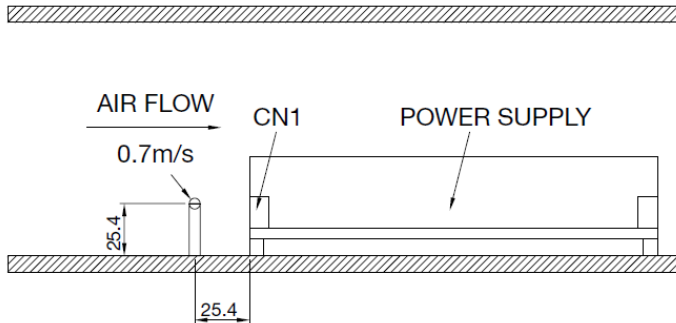 AIR FLOW
0.7m/s
CN1
POWER SUPPLY
25.4
25.4